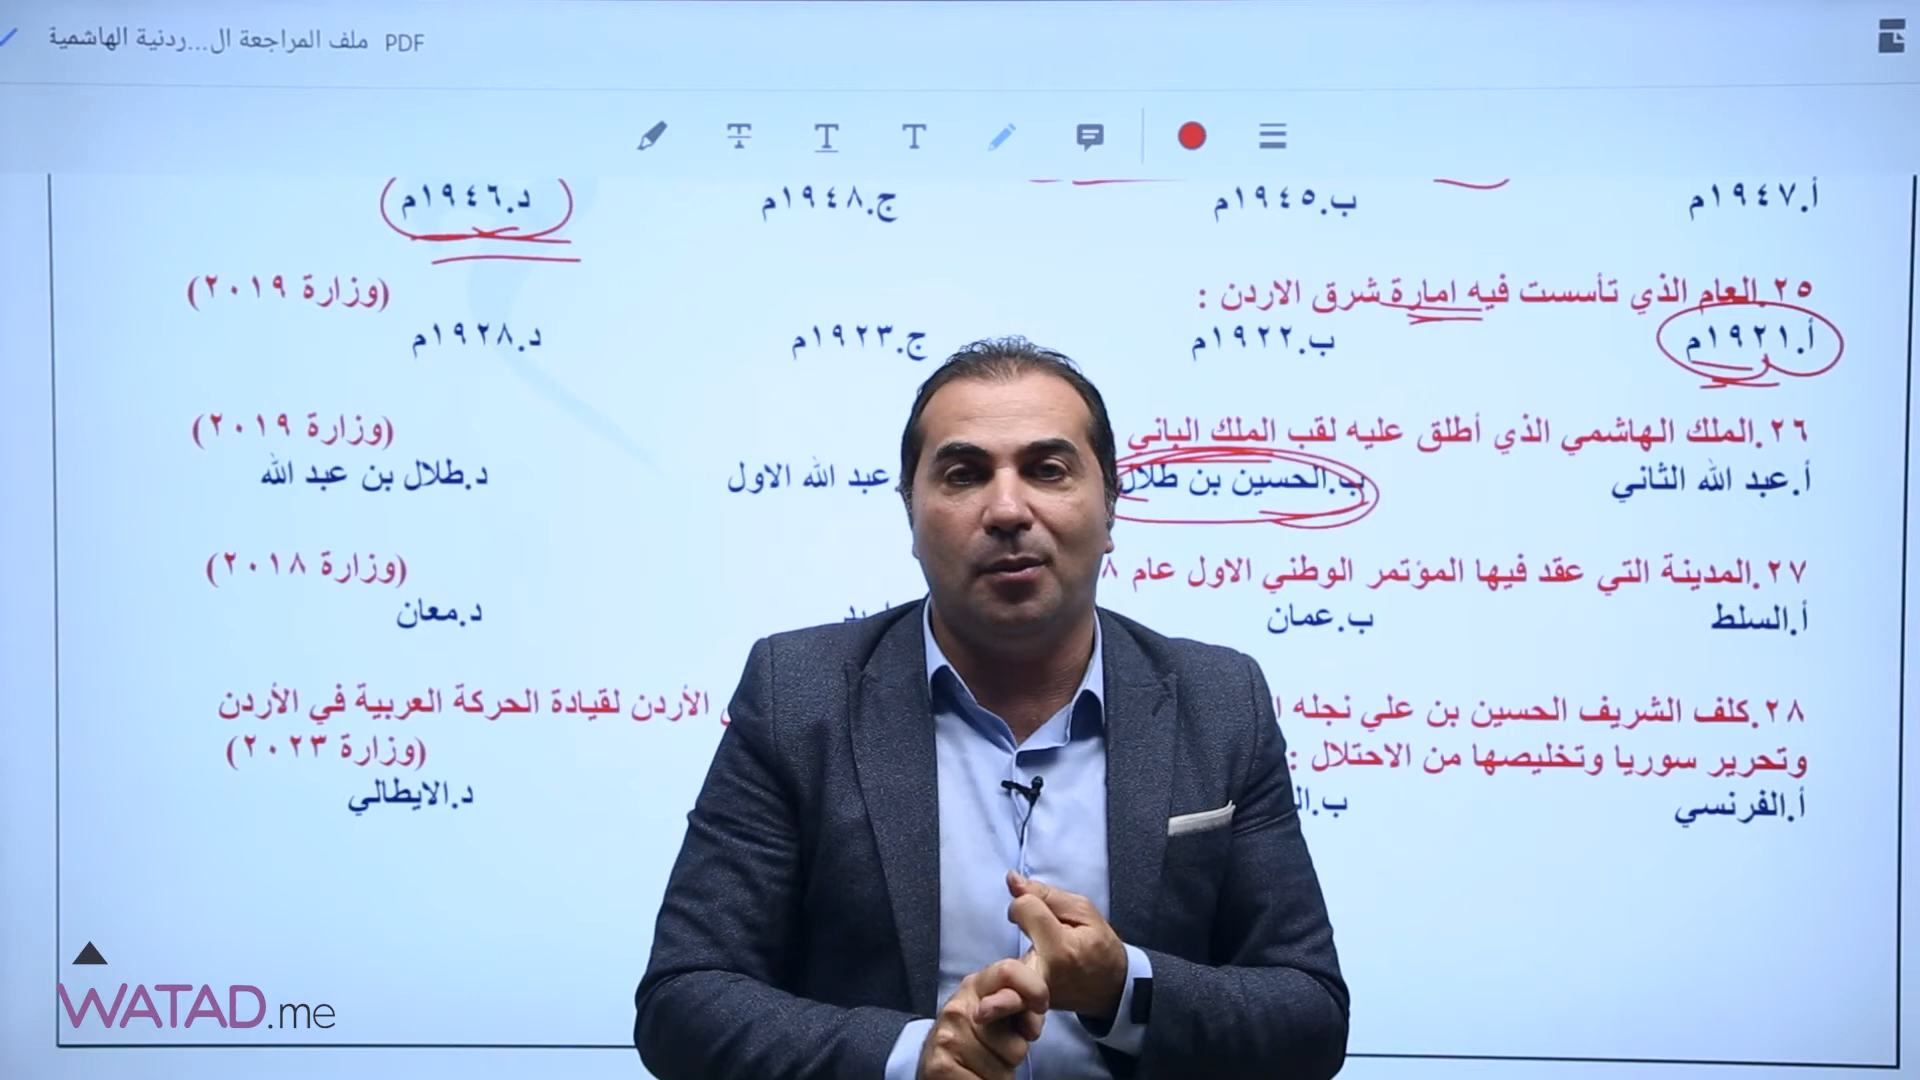 ملف المراجعة ال...ردنية الهاشمية PDF
أ.١٩٤٧م ب.١٩٤٥م ج.١٩٤٨م د.١٩٤٦م
٢٥.العام الذي تأسست فيه امارة شرق الاردن : (وزارة ٢٠١٩)
أ.١٩٢١م ب.١٩٢٢م ج.١٩٢٣م د.١٩٢٨م
٢٦.الملك الهاشمي الذي أطلق عليه لقب الملك الباني (وزارة ٢٠١٩)
أ.عبد الله الثاني ب.الحسين بن طلال عبد الله الاول د.طلال بن عبد الله
٢٧.المدينة التي عقد فيها المؤتمر الوطني الاول عام (وزارة ٢٠١٨)
أ.السلط ب.عمان د.معان
٢٨.كلف الشريف الحسين بن علي نجله الأردن لقيادة الحركة العربية في الأردن
وتحرير سوريا وتخليصها من الاحتلال : (وزارة ٢٠٢٣)
أ.الفرنسي د.الايطالي
WATAD.me